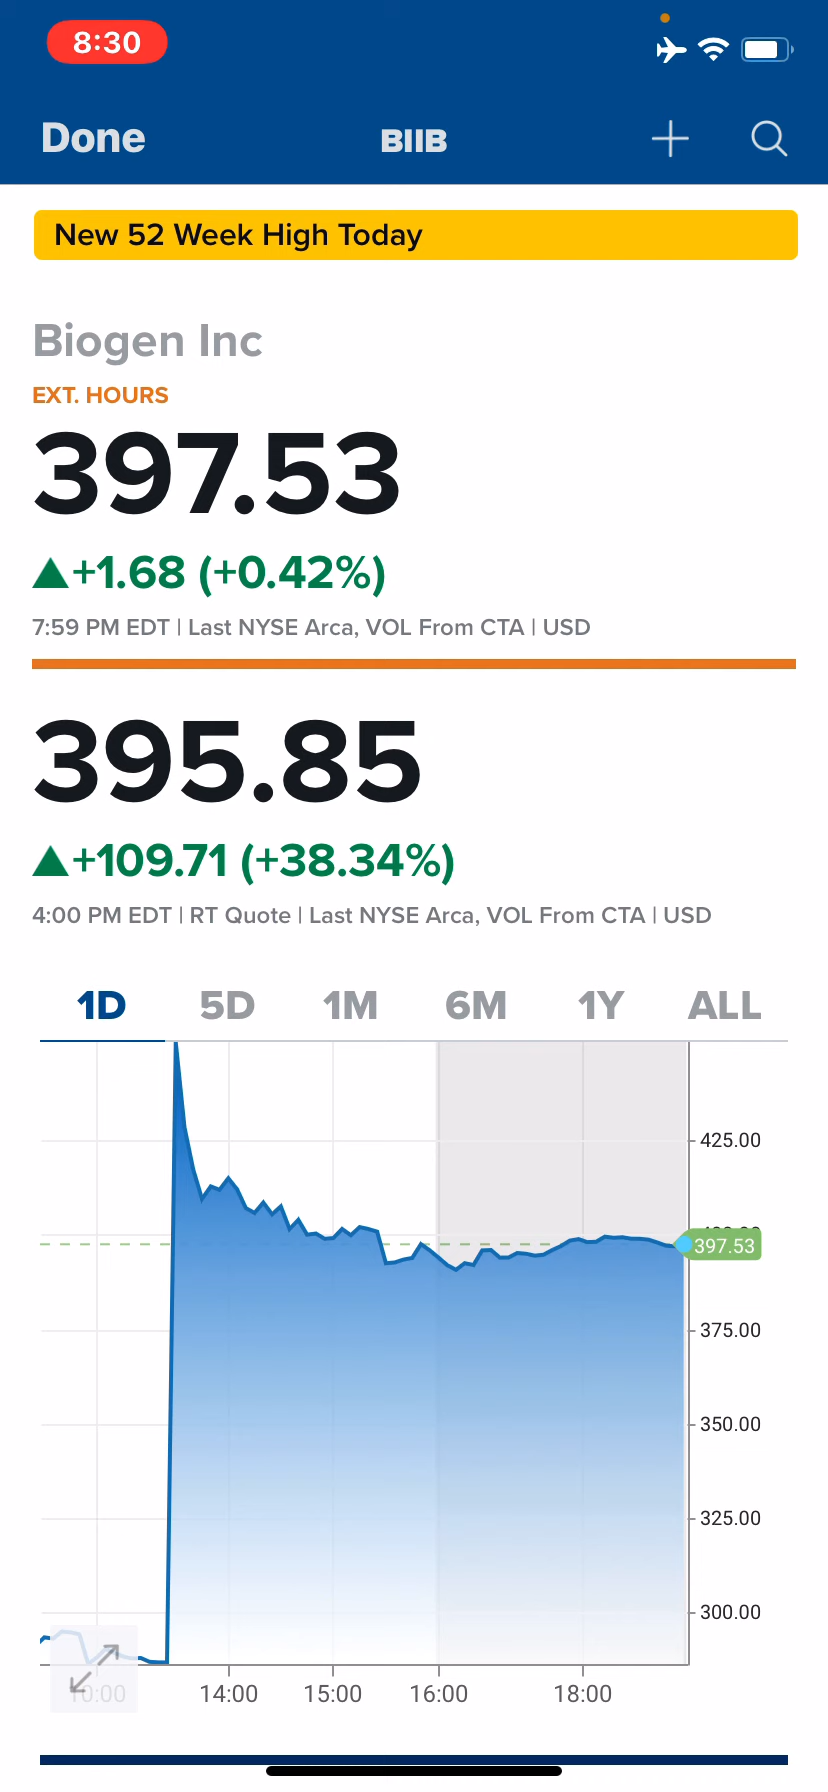 8:30
Done BIIB
New 52 Week High Today
Biogen Inc
EXT. HOURS
397.53
▲+1.68 (+0.42%)
7:59 PM EDT | Last NYSE Arca, VOL From CTA | USD
395.85
▲+109.71 (+38.34%)
4:00 PM EDT | RT Quote | Last NYSE Arca, VOL From CTA | USD
1D 5D 1M 6M 1Y ALL
425.00
397.53
375.00
350.00
325.00
300.00
10:00 14:00 15:00 16:00 18:00